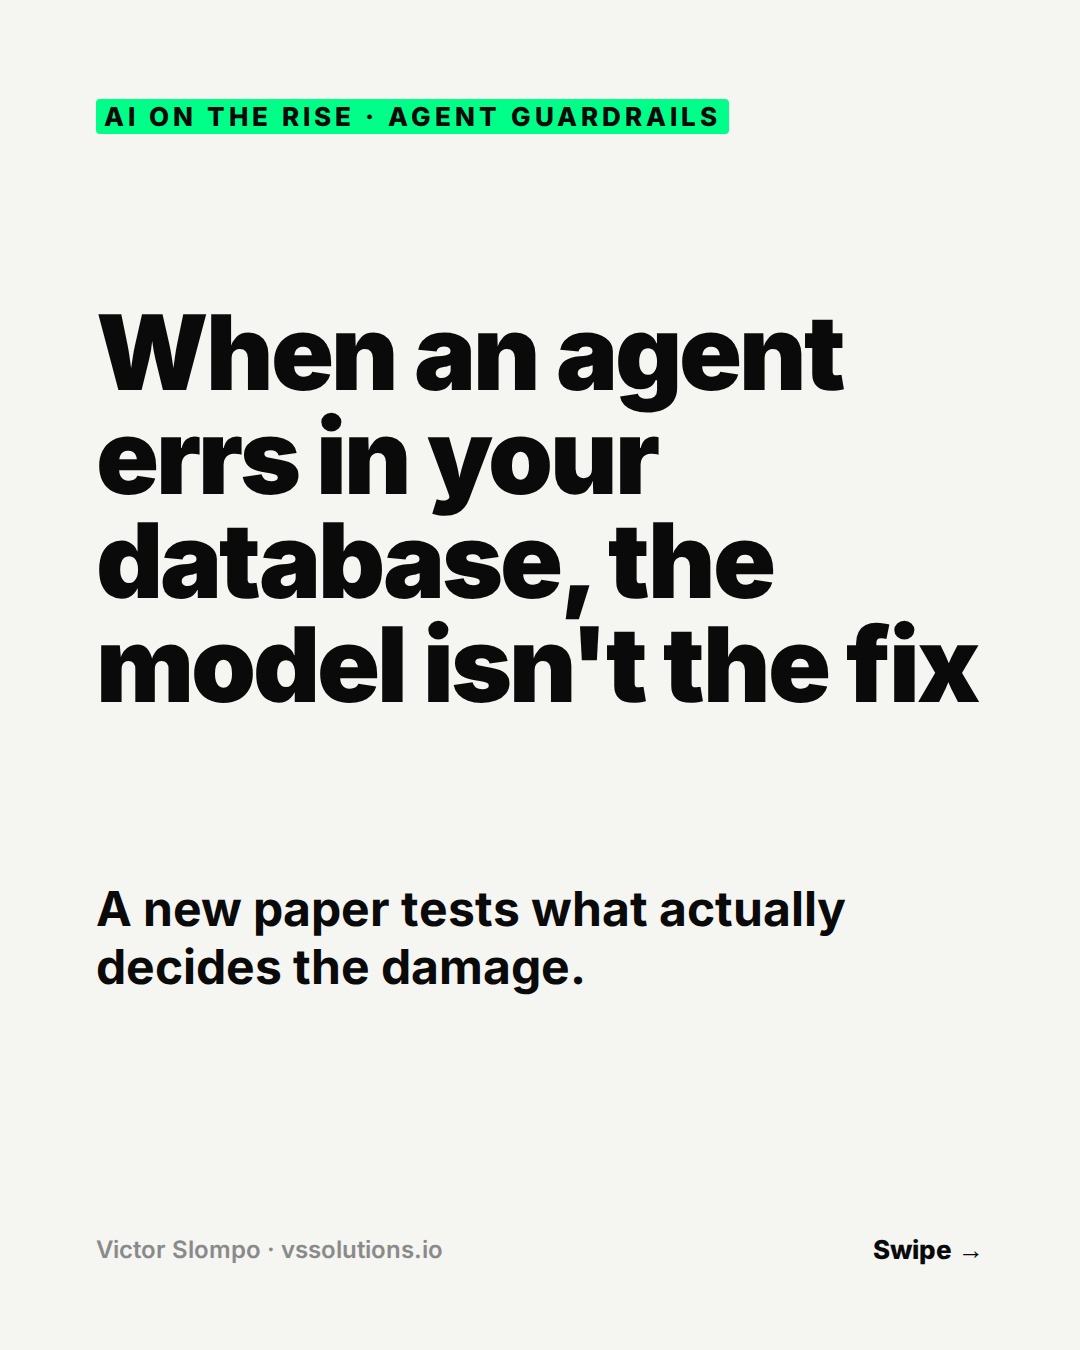 AI ON THE RISE · AGENT GUARDRAILS
When an agent
errs in your
database, the
model isn't the fix
A new paper tests what actually
decides the damage.
Victor Slompo · vssolutions.io
Swipe →